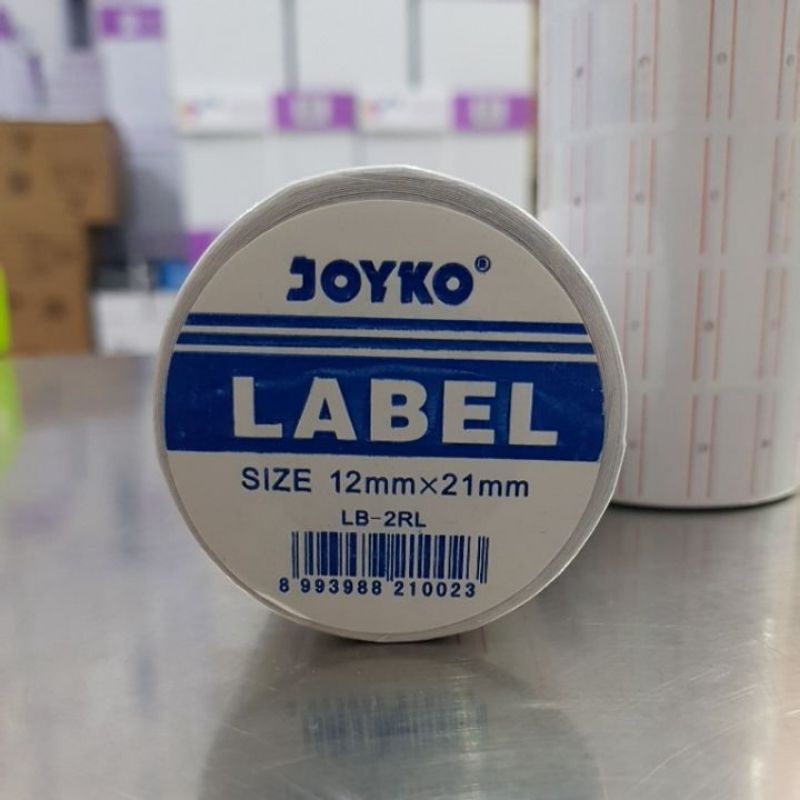 JOYKO®
LABEL
SIZE 12mm×21mm
LB-2RL
8 993988 210023